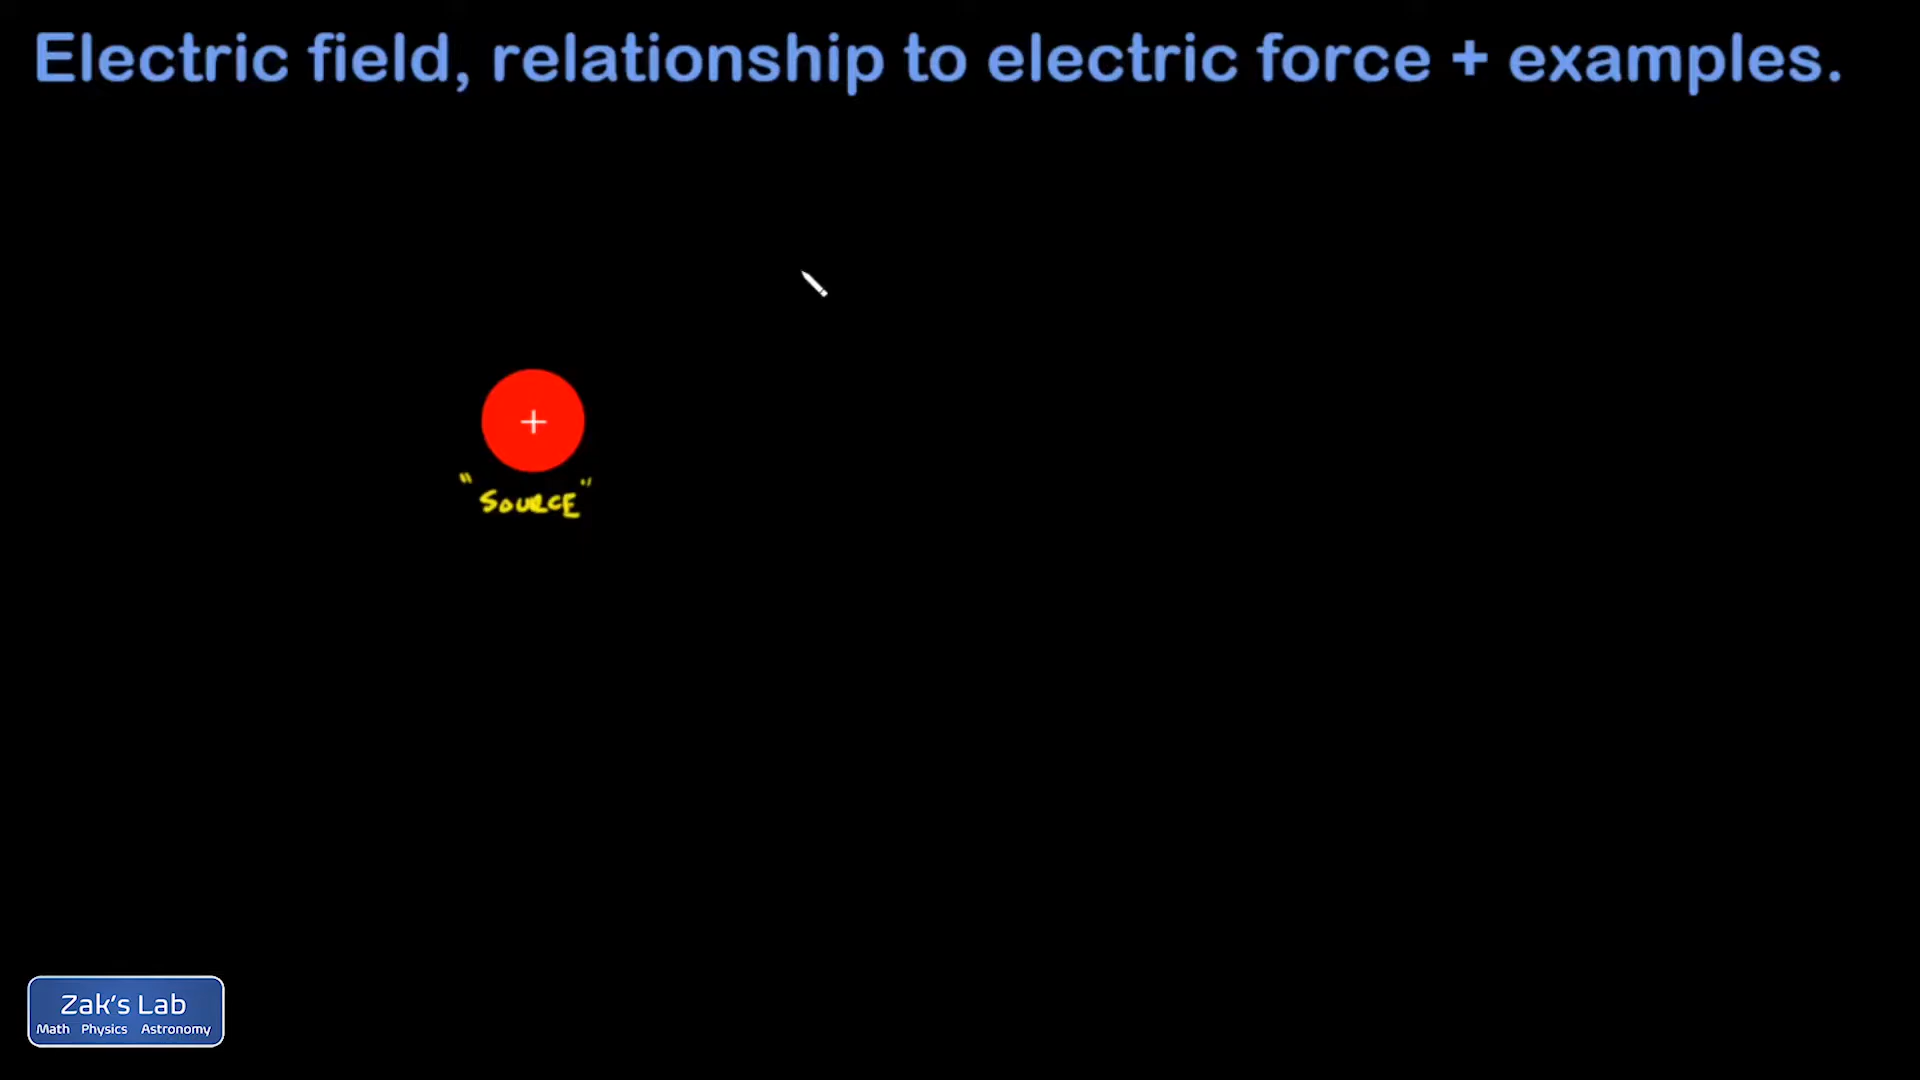 Electric field, relationship to electric force + examples.
+
"SOURCE"
Zak's Lab
Math Physics Astronomy